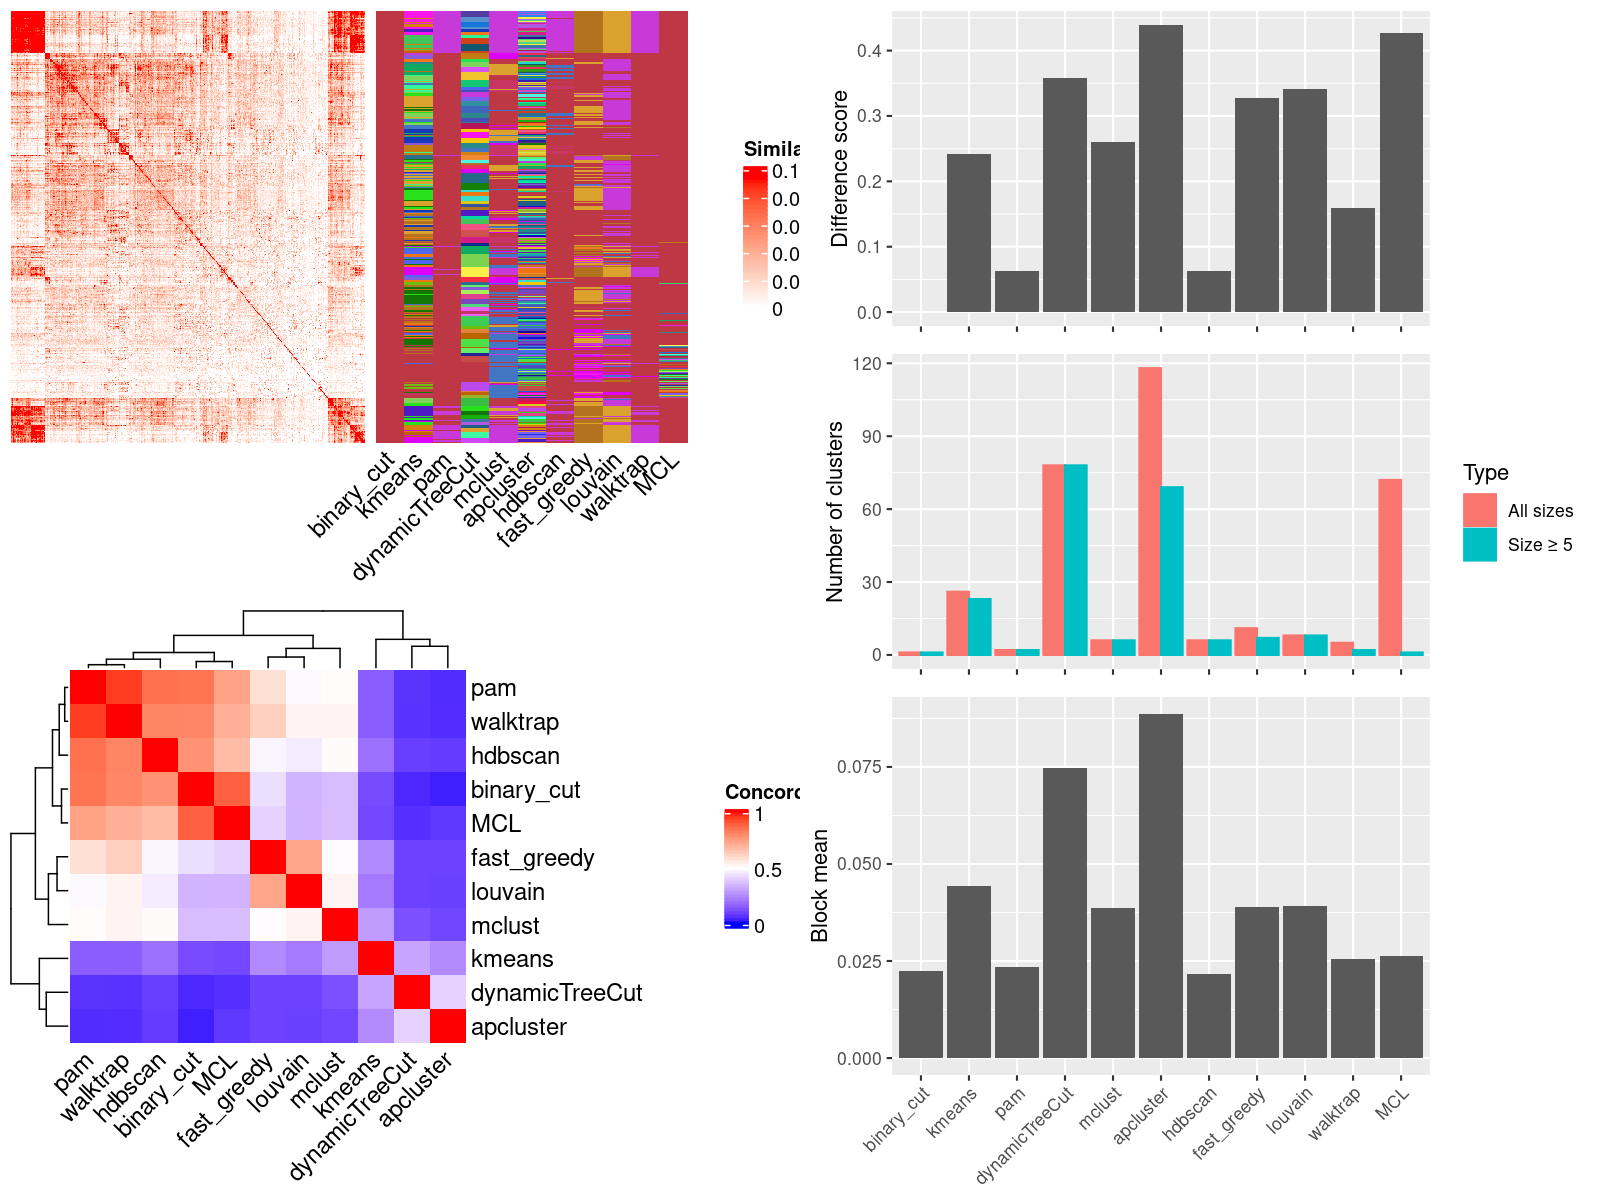 Simila
0.1
0.0
0.0
0.0
0.0
0
binary_cut
kmeans
pam
dynamicTreeCut
mclust
apcluster
hdbscan
fast_greedy
louvain
walktrap
MCL
pam
walktrap
hdbscan
binary_cut
MCL
fast_greedy
louvain
mclust
kmeans
dynamicTreeCut
apcluster
pam
walktrap
hdbscan
binary_cut
MCL
fast_greedy
louvain
mclust
kmeans
dynamicTreeCut
apcluster
Concord
1
0.5
0
Difference score
0.4
0.3
0.2
0.1
0.0
Number of clusters
120
90
60
30
0
Type
All sizes
Size ≥ 5
Block mean
0.075
0.050
0.025
0.000
binary_cut
kmeans
pam
dynamicTreeCut
mclust
apcluster
hdbscan
fast_greedy
louvain
walktrap
MCL